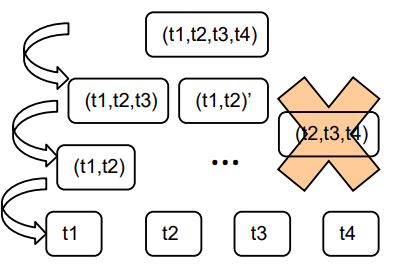 (t1,t2,t3,t4)
(t1,t2,t3) (t1,t2)’ (t2,t3,t4)
(t1,t2) ...
t1 t2 t3 t4